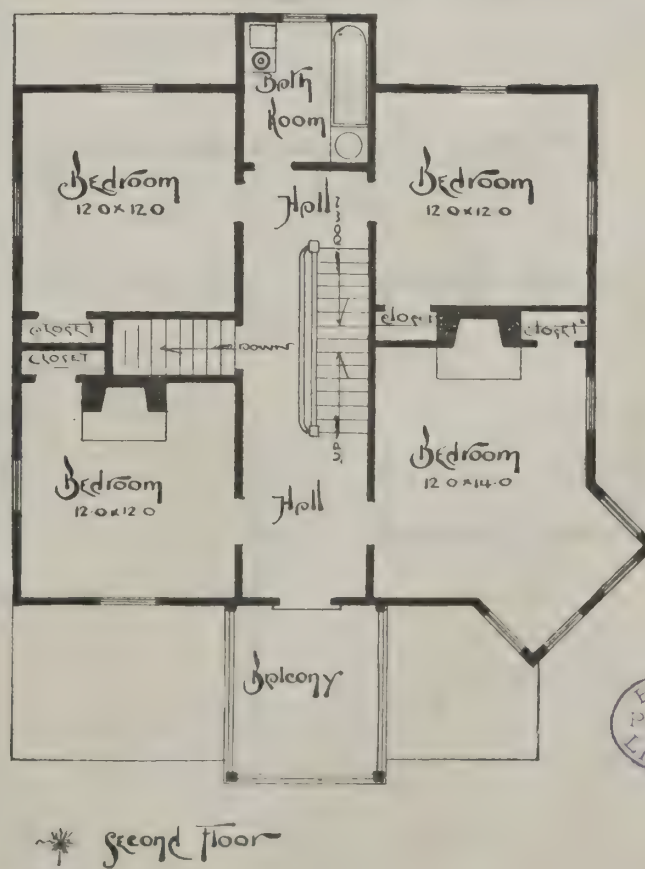 Bath
Room
Bedroom
12 0 x 12 0
Hall
Bedroom
12 0 x 12 0
Down
Closet
Closet
Down
Closet
Closet
Up
Bedroom
12·0 x 12 0
Hall
Bedroom
12 0 x 14·0
Balcony
Second Floor